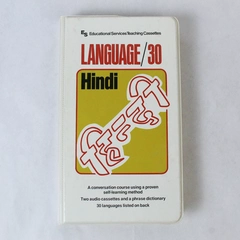 ES Educational Services Teaching Cassettes
LANGUAGE/30
Hindi
A conversation course using a proven
self-learning method
Two audio cassettes and a phrase dictionary
30 languages listed on back